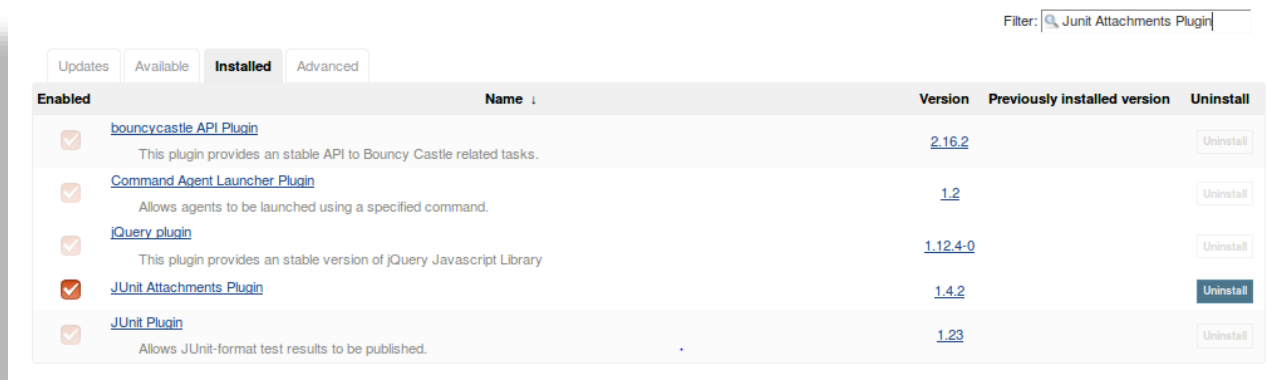 Filter: Junit Attachments Plugin
Updates Available Installed Advanced
Enabled Name ↓ Version Previously installed version Uninstall
bouncycastle API Plugin
This plugin provides an stable API to Bouncy Castle related tasks.
2.16.2 Uninstall
Command Agent Launcher Plugin
Allows agents to be launched using a specified command.
1.2 Uninstall
jQuery plugin
This plugin provides an stable version of jQuery Javascript Library
1.12.4-0 Uninstall
JUnit Attachments Plugin 1.4.2 Uninstall
JUnit Plugin
Allows JUnit-format test results to be published.
1.23 Uninstall